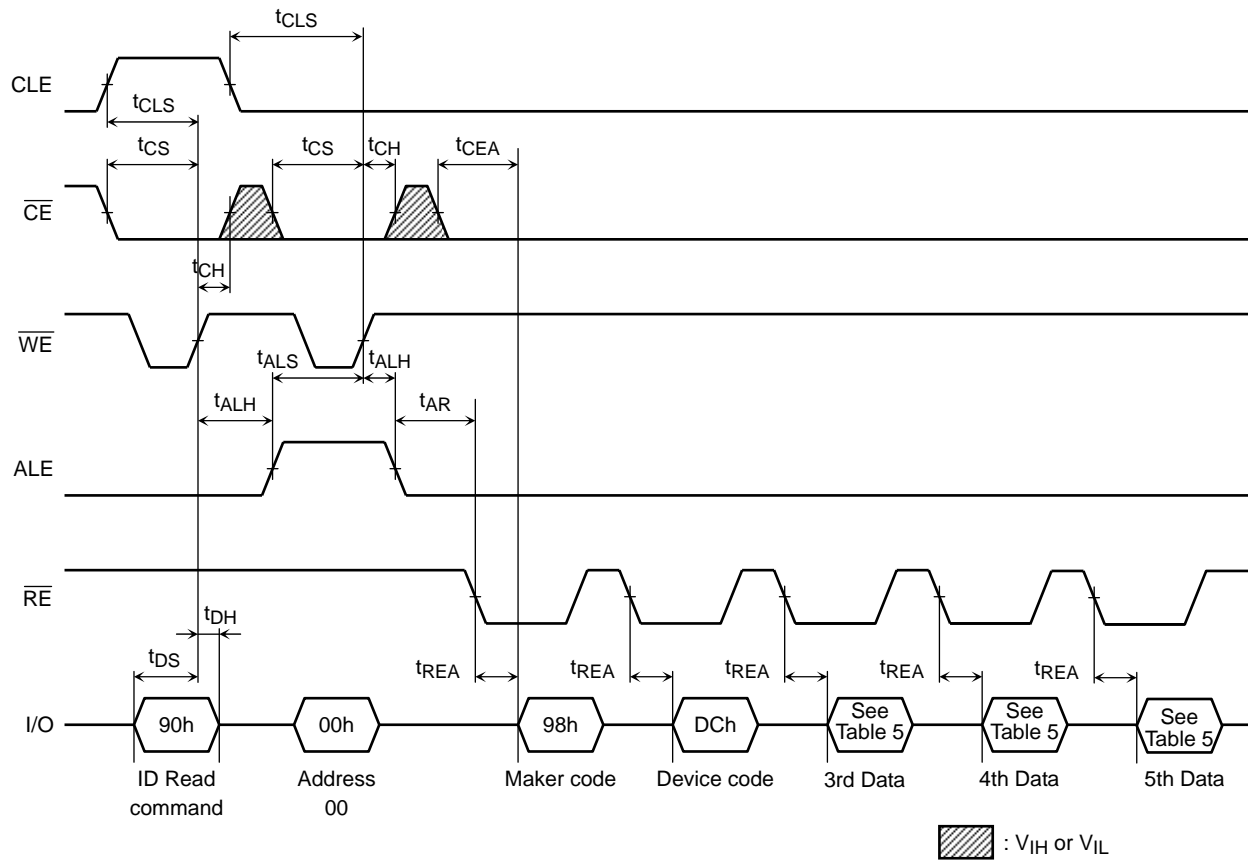 tCLS
CLE
tCLS
tCS
tCS
tCH
tCEA
CE
tCH
WE
tALS
tALH
tALH
tAR
ALE
RE
tDH
tDS
tREA
tREA
tREA
tREA
tREA
I/O
90h
00h
98h
DCh
See
Table 5
See
Table 5
See
Table 5
ID Read
command
Address
00
Maker code
Device code
3rd Data
4th Data
5th Data
: VIH or VIL